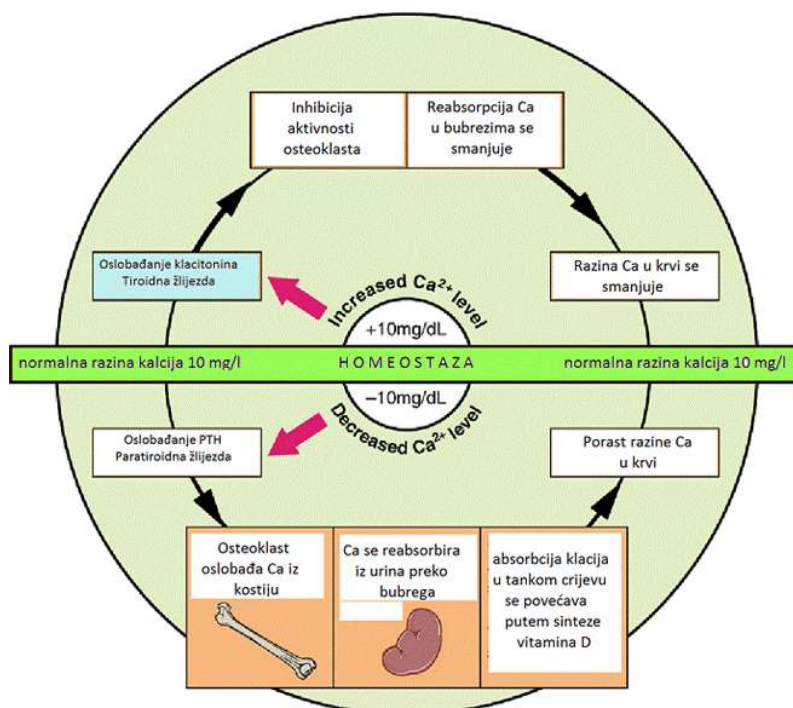 Inhibicija
aktivnosti
osteoklasta
Reabsorpcija Ca
u bubrezima se
smanjuje
Oslobađanje klacitonina
Tiroidna žlijezda
Increased Ca²⁺ level
+10mg/dL
Razina Ca u krvi se
smanjuje
normalna razina kalcija 10 mg/l
HOMEOSTAZA
normalna razina kalcija 10 mg/l
−10mg/dL
Decreased Ca²⁺ level
Oslobađanje PTH
Paratiroidna žlijezda
Porast razine Ca
u krvi
Osteoklast
oslobađa Ca iz
kostiju
Ca se reabsorbira
iz urina preko
bubrega
absorbcija klacija
u tankom crijevu
se povećava
putem sinteze
vitamina D